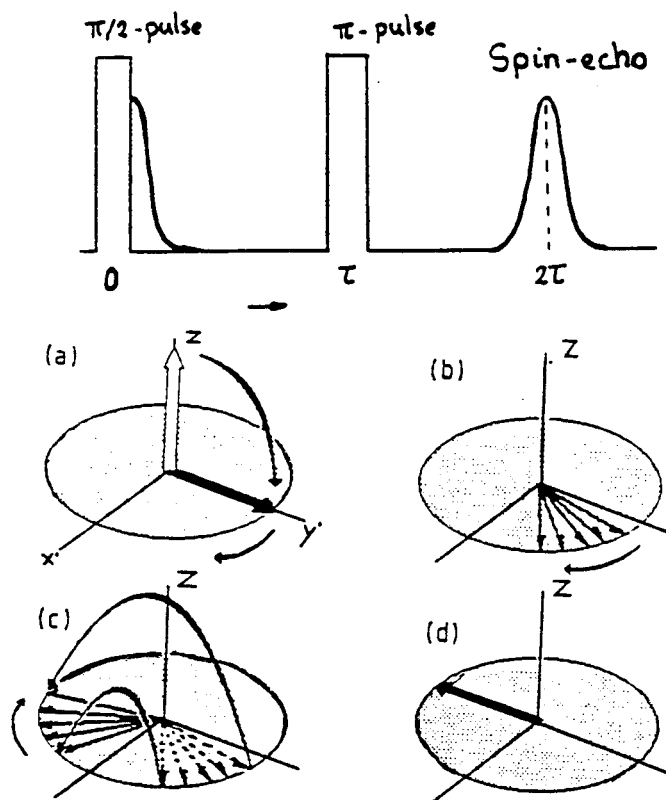 π/2-pulse
π-pulse
Spin-echo
0
τ
2τ
(a)
z
x'
y'
(b)
z
(c)
z
(d)
z